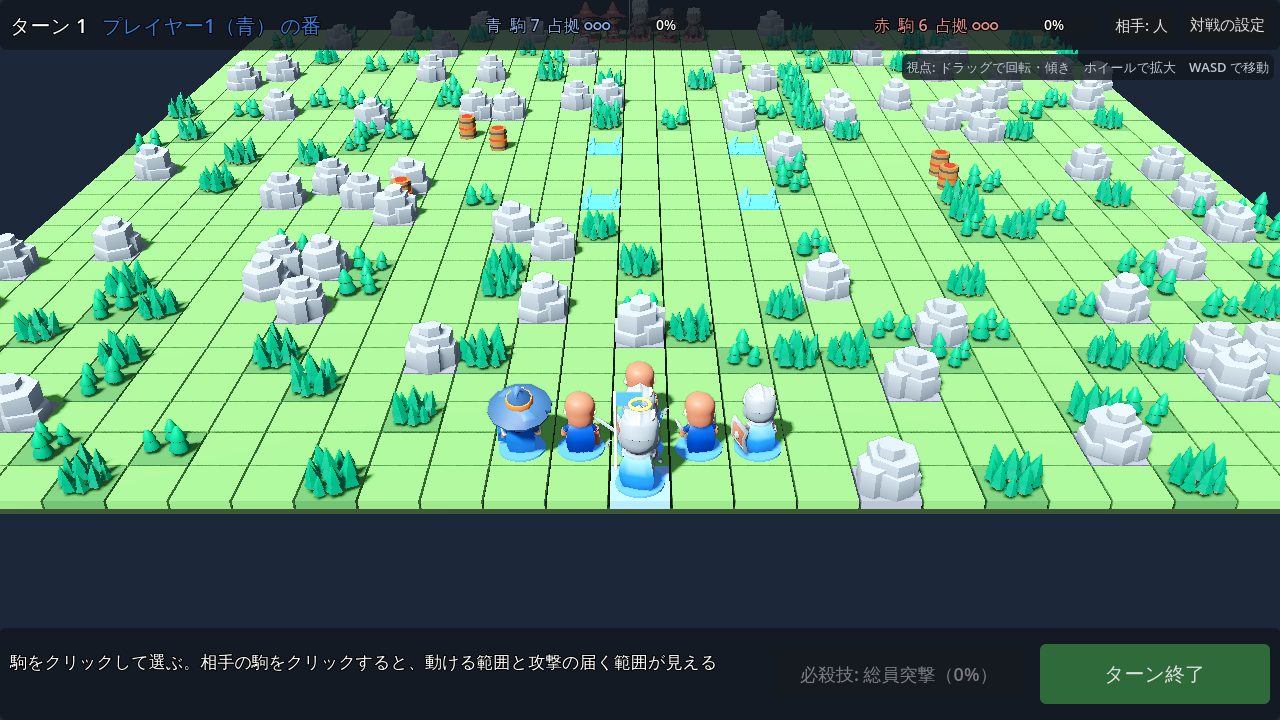 ターン 1 プレイヤー1（青）の番 青 駒 7 占拠 ○○○ 0% 赤 駒 6 占拠 ○○○ 0% 相手: 人 対戦の設定
視点: ドラッグで回転・傾き ホイールで拡大 WASD で移動
駒をクリックして選ぶ。相手の駒をクリックすると、動ける範囲と攻撃の届く範囲が見える
必殺技: 総員突撃（0%）
ターン終了